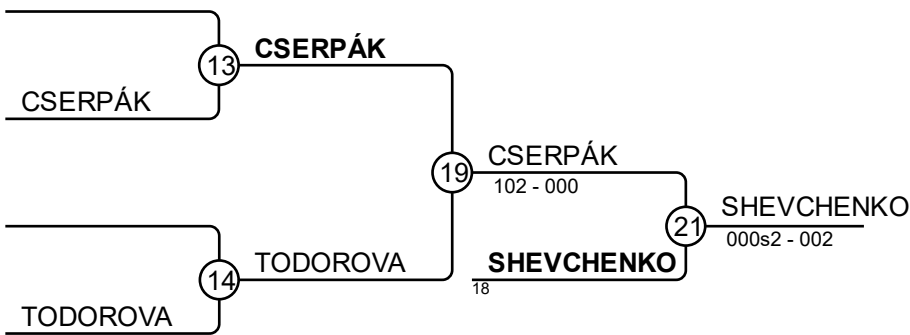 13
CSERPÁK
CSERPÁK
19
CSERPÁK
102 - 000
21
SHEVCHENKO
000s2 - 002
SHEVCHENKO
18
14
TODOROVA
TODOROVA